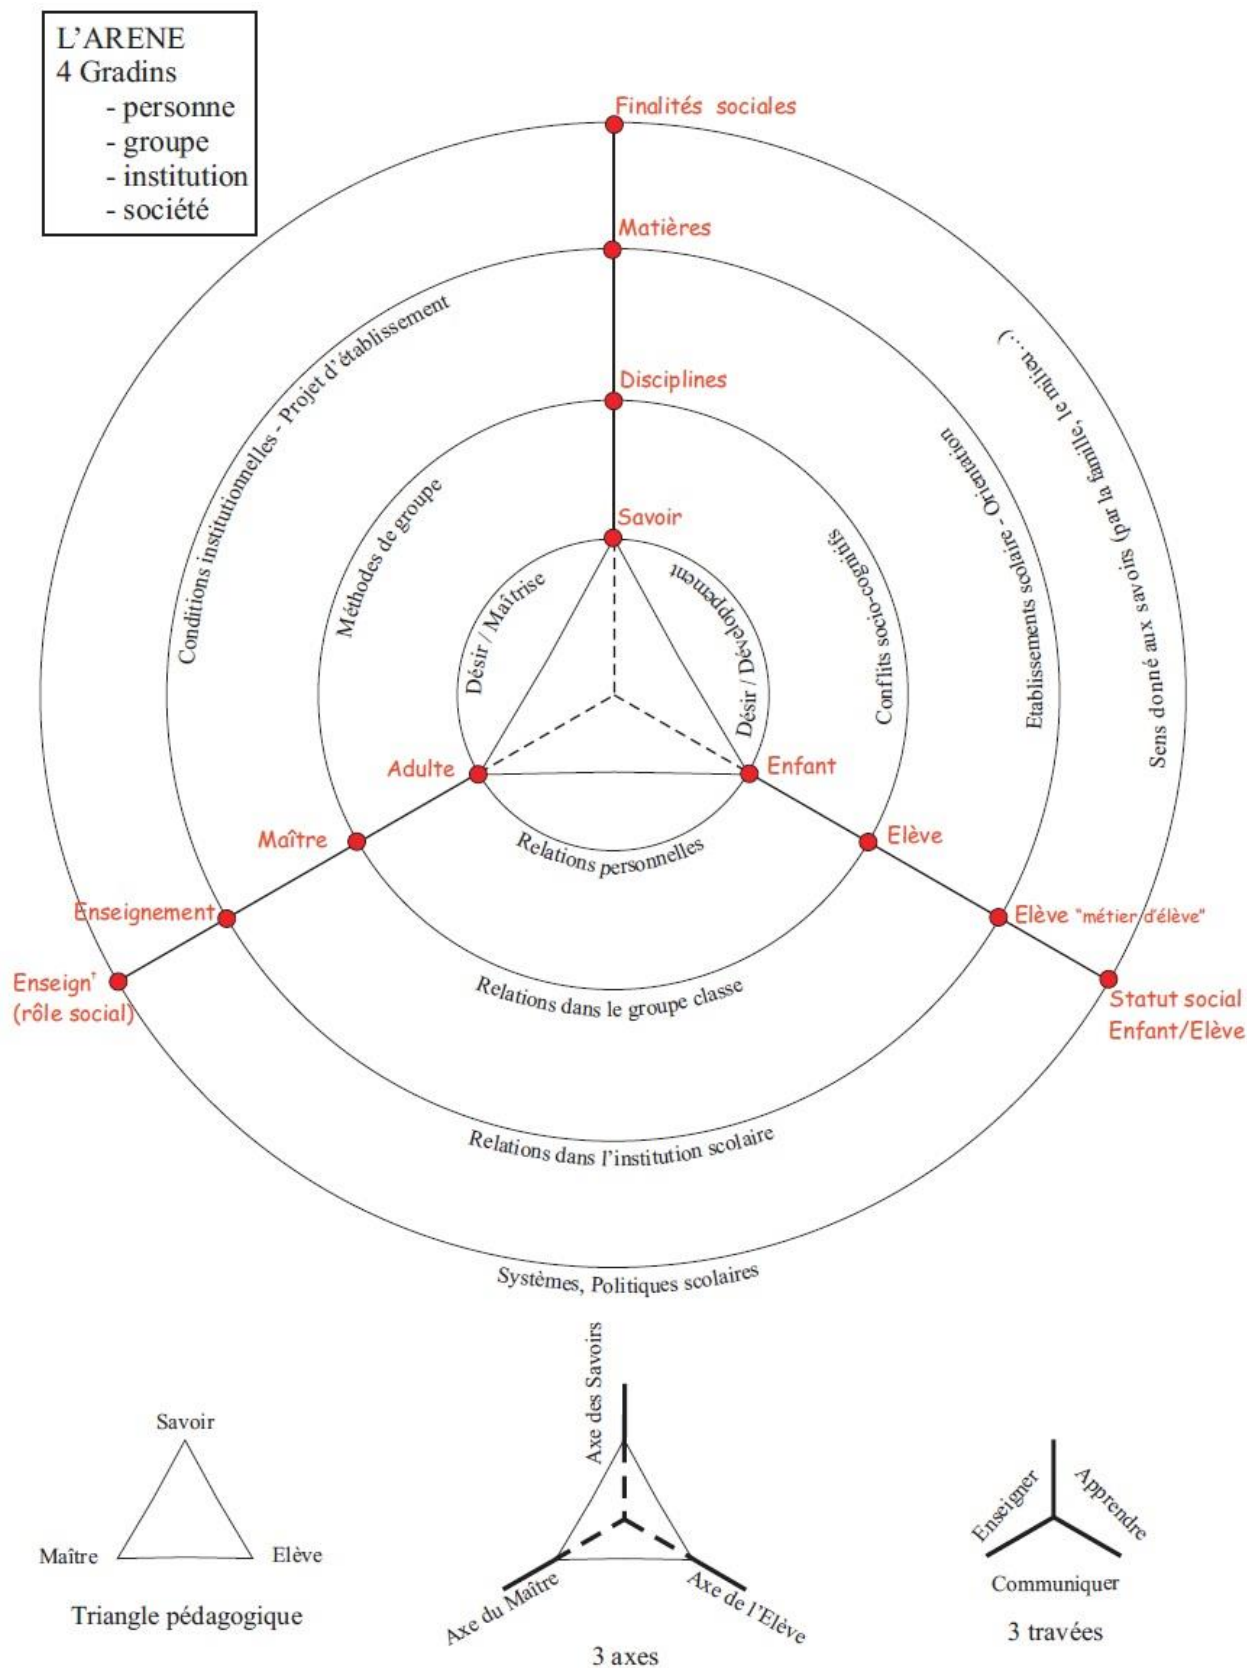 L’ARENE
4 Gradins
- personne
- groupe
- institution
- société
Finalités sociales
Matières
Disciplines
Savoir
Conditions institutionnelles - Projet d’établissement
Méthodes de groupe
Désir / Maîtrise
Désir / Développement
Conflits socio-cognitifs
Etablissements scolaire - Orientation
Sens donné aux savoirs (par la famille, le milieu…)
Adulte
Enfant
Maître
Elève
Relations personnelles
Enseignement
Elève “métier d’élève”
Enseignᵗ
(rôle social)
Statut social
Enfant/Elève
Relations dans le groupe classe
Relations dans l’institution scolaire
Systèmes, Politiques scolaires
Savoir
Maître
Elève
Triangle pédagogique
Axe des Savoirs
Axe du Maître
Axe de l’Elève
3 axes
Enseigner
Apprendre
Communiquer
3 travées